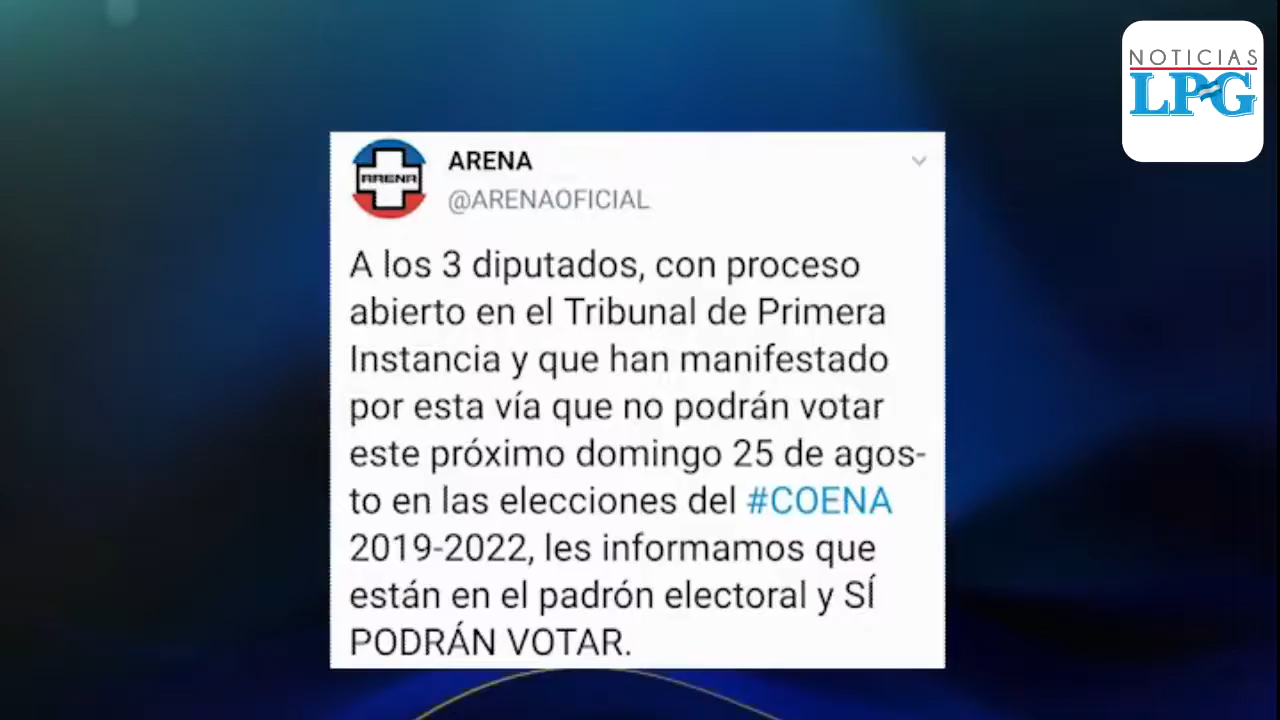 NOTICIAS
LPG
ARENA
ARENA
@ARENAOFICIAL
A los 3 diputados, con proceso
abierto en el Tribunal de Primera
Instancia y que han manifestado
por esta vía que no podrán votar
este próximo domingo 25 de agos-
to en las elecciones del #COENA
2019-2022, les informamos que
están en el padrón electoral y SÍ
PODRÁN VOTAR.